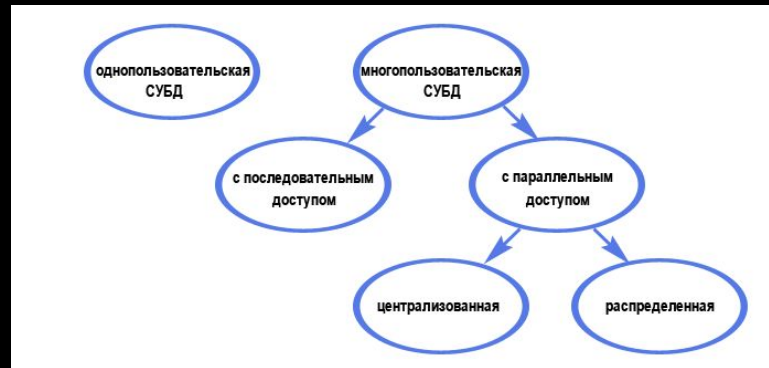 однопользовательская
СУБД
многопользовательская
СУБД
с последовательным
доступом
с параллельным
доступом
централизованная
распределенная